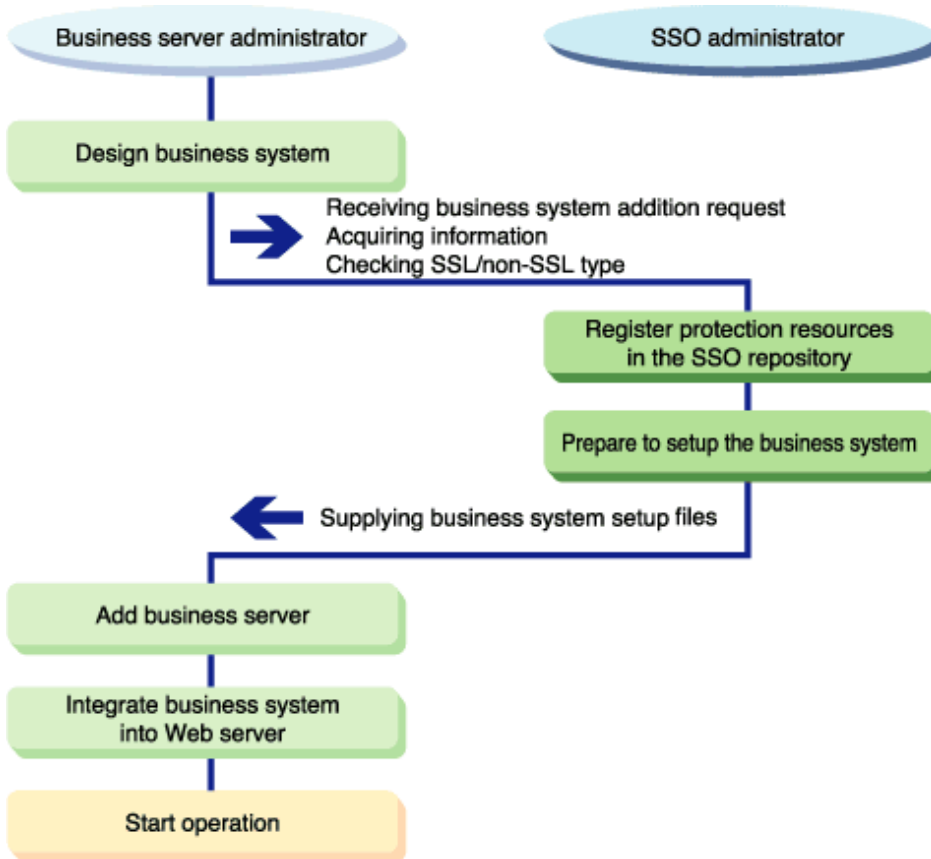 Business server administrator
SSO administrator
Design business system
Receiving business system addition request
Acquiring information
Checking SSL/non-SSL type
Register protection resources
in the SSO repository
Prepare to setup the business system
Supplying business system setup files
Add business server
Integrate business system
into Web server
Start operation